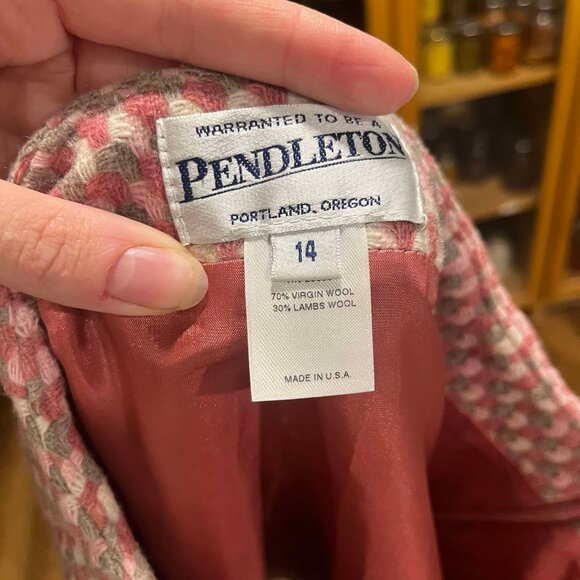 WARRANTED TO BE A
PENDLETON
PORTLAND, OREGON
14
70% VIRGIN WOOL
30% LAMBS WOOL
MADE IN U.S.A